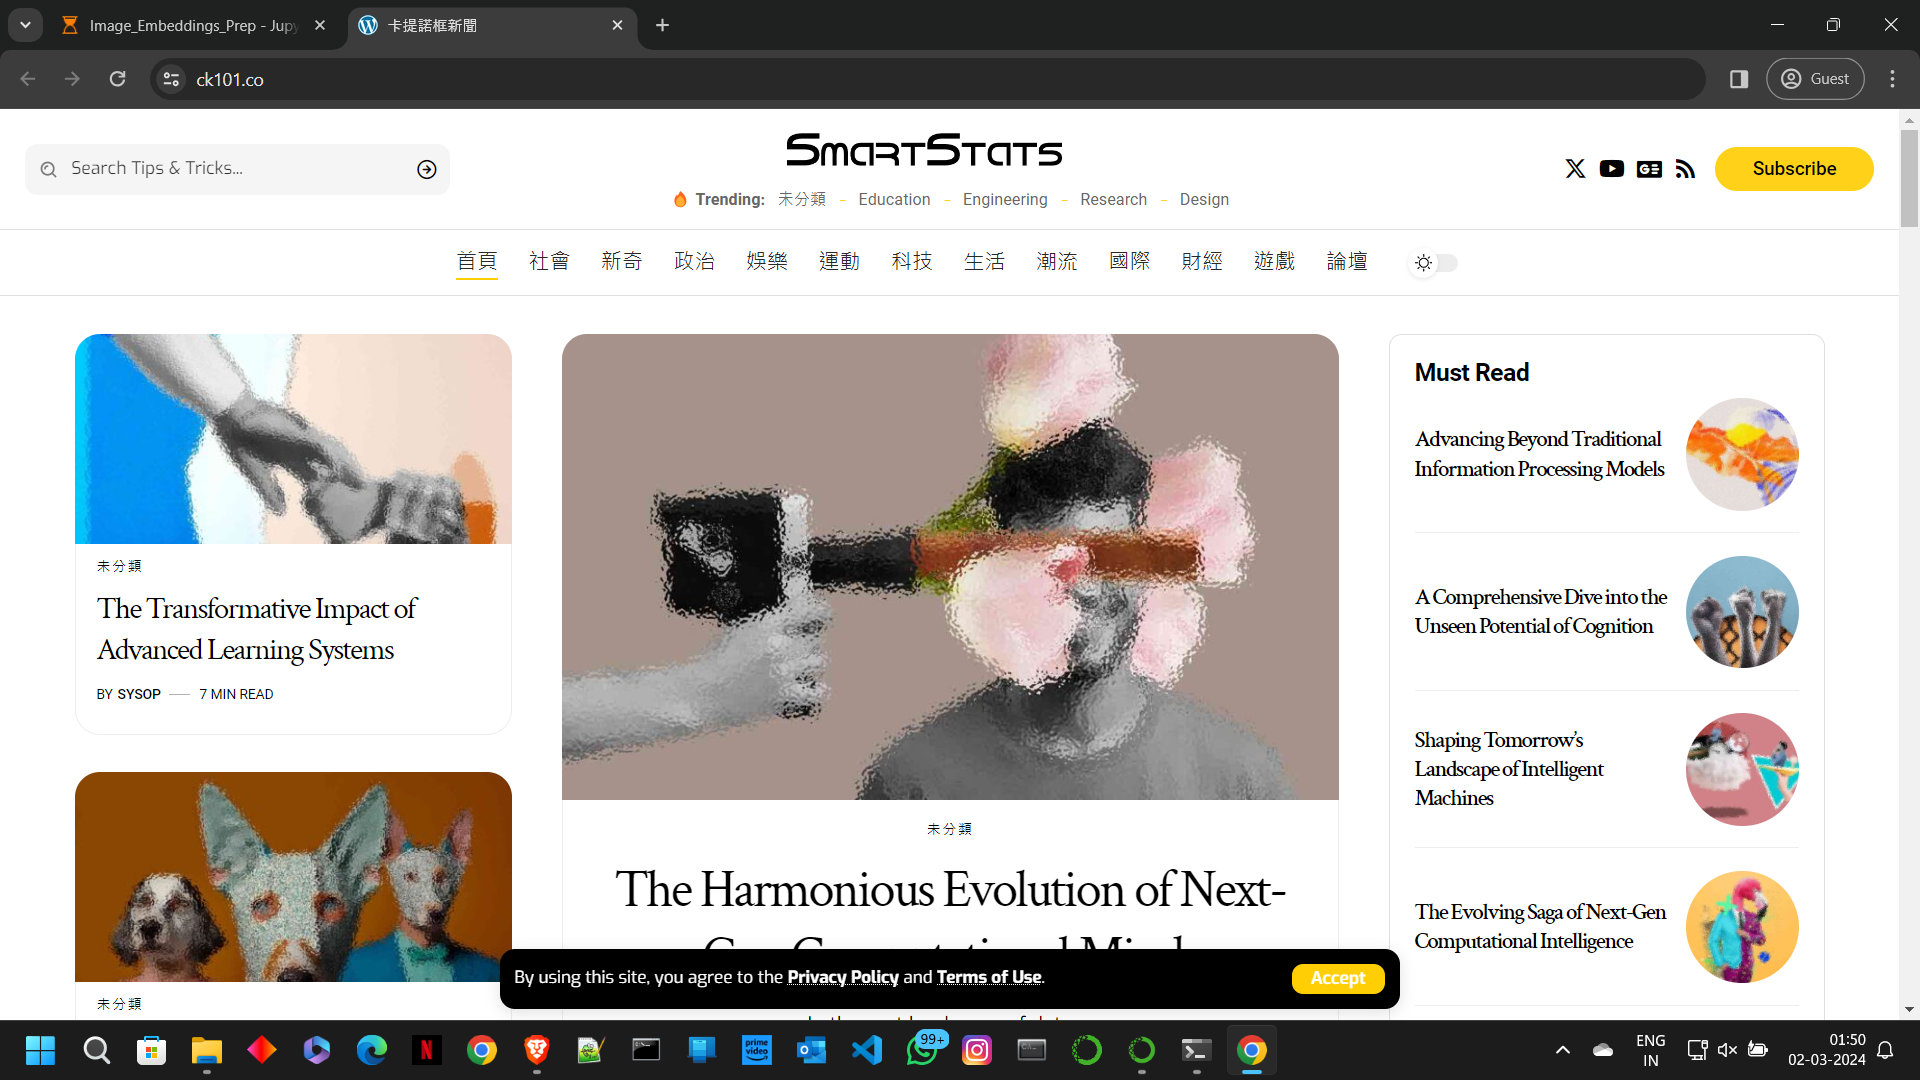 Image_Embeddings_Prep - Jupy
卡提諾框新聞
ck101.co
Guest
Search Tips & Tricks...
SmartStats
Subscribe
Trending: 未分類 - Education - Engineering - Research - Design
首頁 社會 新奇 政治 娛樂 運動 科技 生活 潮流 國際 財經 遊戲 論壇
未分類
The Transformative Impact of
Advanced Learning Systems
BY SYSOP 7 MIN READ
未分類
未分類
The Harmonious Evolution of Next-
Must Read
Advancing Beyond Traditional
Information Processing Models
A Comprehensive Dive into the
Unseen Potential of Cognition
Shaping Tomorrow's
Landscape of Intelligent
Machines
The Evolving Saga of Next-Gen
Computational Intelligence
By using this site, you agree to the Privacy Policy and Terms of Use.
Accept
prime video
99+
ENG
IN
01:50
02-03-2024